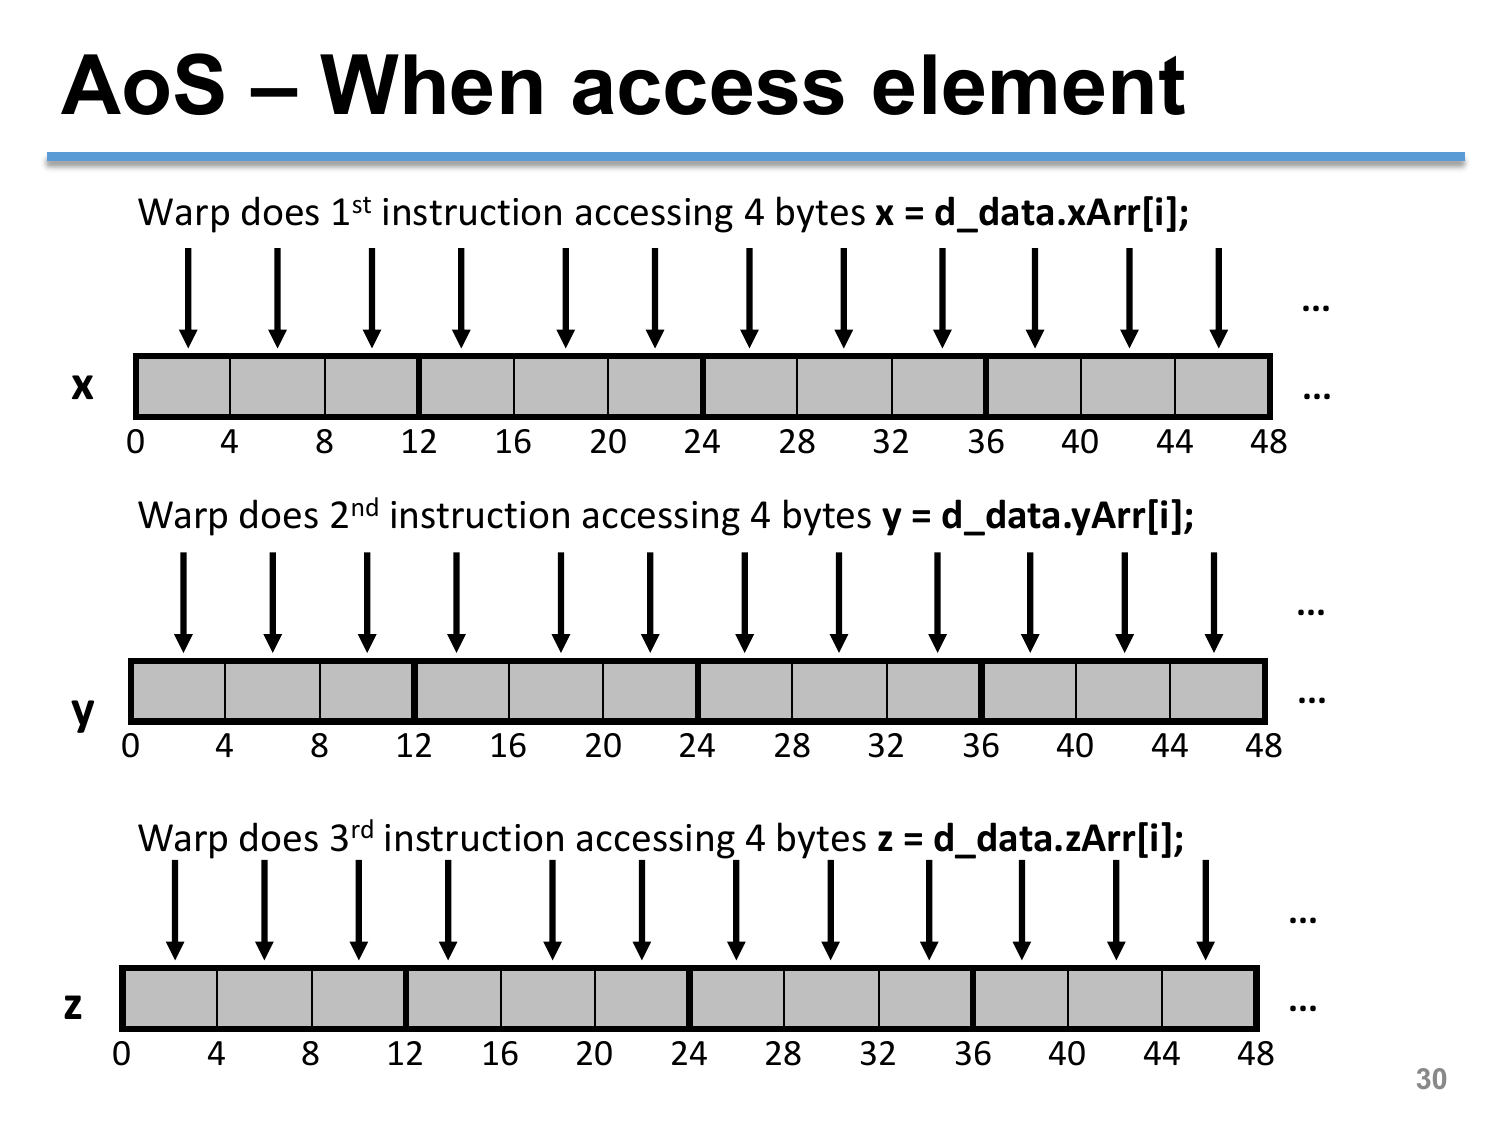 AoS – When access element
Warp does 1st instruction accessing 4 bytes x = d_data.xArr[i];
...
x
...
0 4 8 12 16 20 24 28 32 36 40 44 48
Warp does 2nd instruction accessing 4 bytes y = d_data.yArr[i];
...
y
...
0 4 8 12 16 20 24 28 32 36 40 44 48
Warp does 3rd instruction accessing 4 bytes z = d_data.zArr[i];
...
z
...
0 4 8 12 16 20 24 28 32 36 40 44 48
30